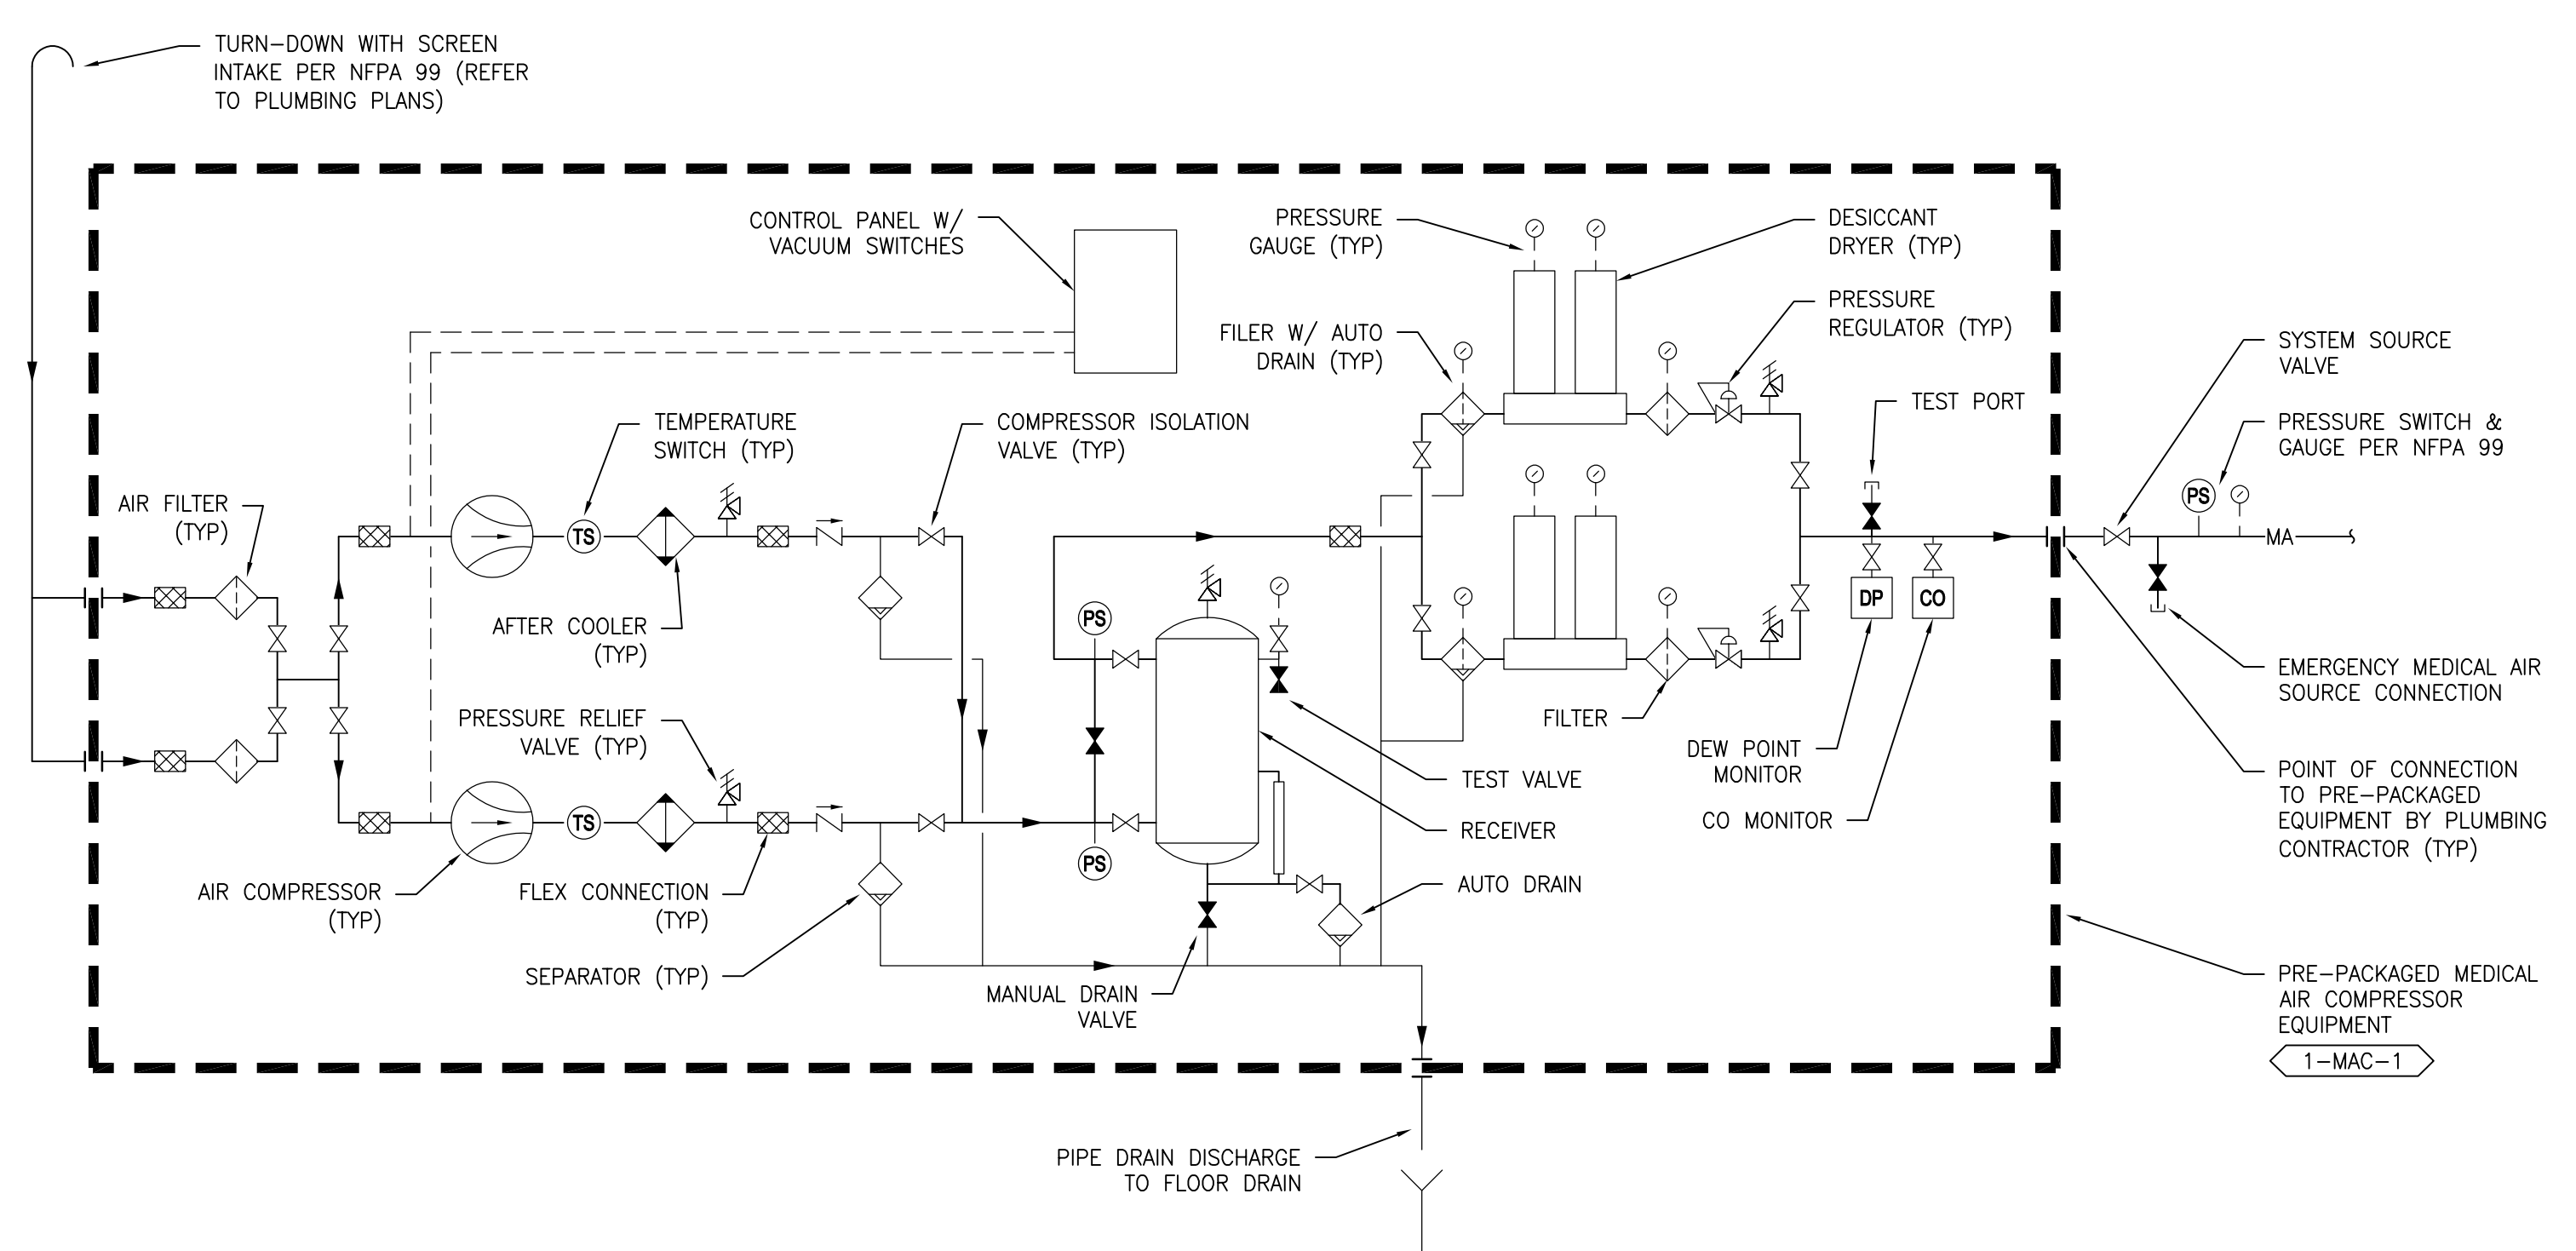 TURN-DOWN WITH SCREEN
INTAKE PER NFPA 99 (REFER
TO PLUMBING PLANS)
CONTROL PANEL W/
VACUUM SWITCHES
PRESSURE
GAUGE (TYP)
DESICCANT
DRYER (TYP)
PRESSURE
REGULATOR (TYP)
FILER W/ AUTO
DRAIN (TYP)
SYSTEM SOURCE
VALVE
TEST PORT
PRESSURE SWITCH &
GAUGE PER NFPA 99
TEMPERATURE
SWITCH (TYP)
COMPRESSOR ISOLATION
VALVE (TYP)
AIR FILTER
(TYP)
TS
PS
MA
DP
CO
AFTER COOLER
(TYP)
PS
EMERGENCY MEDICAL AIR
SOURCE CONNECTION
PRESSURE RELIEF
VALVE (TYP)
FILTER
DEW POINT
MONITOR
TEST VALVE
POINT OF CONNECTION
TO PRE-PACKAGED
EQUIPMENT BY PLUMBING
CONTRACTOR (TYP)
CO MONITOR
RECEIVER
TS
PS
AIR COMPRESSOR
(TYP)
FLEX CONNECTION
(TYP)
AUTO DRAIN
SEPARATOR (TYP)
MANUAL DRAIN
VALVE
PRE-PACKAGED MEDICAL
AIR COMPRESSOR
EQUIPMENT
1-MAC-1
PIPE DRAIN DISCHARGE
TO FLOOR DRAIN